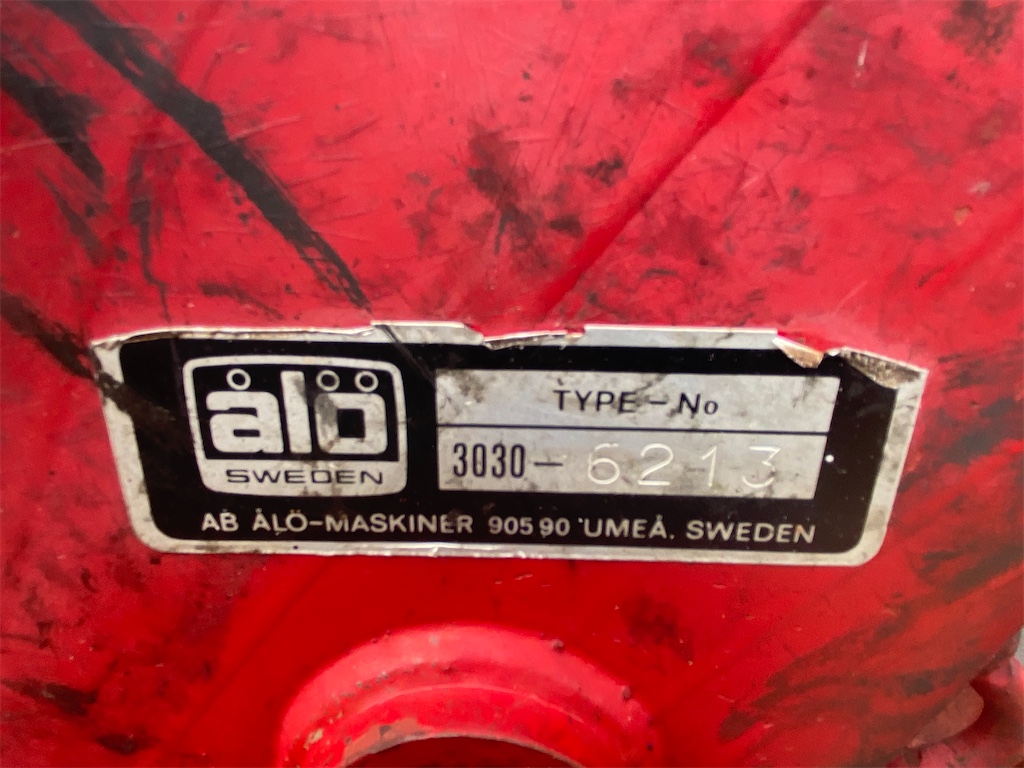 ålö
SWEDEN
TYPE - No
3030 - 6213
AB ÅLÖ-MASKINER 905 90 UMEÅ. SWEDEN